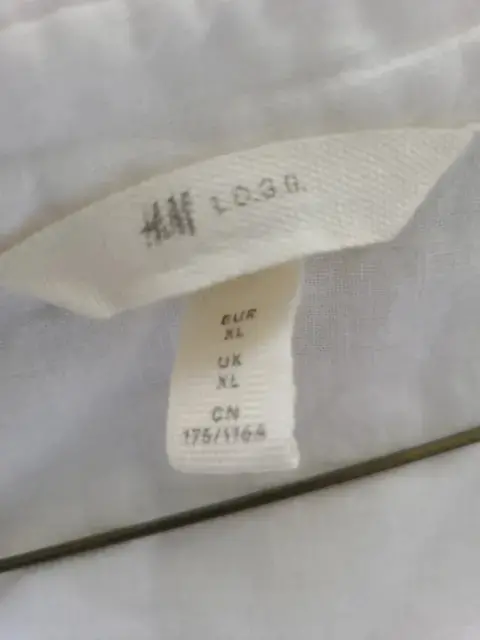 H&M L.O.G.G.
EUR
XL
UK
XL
CN
175/116A